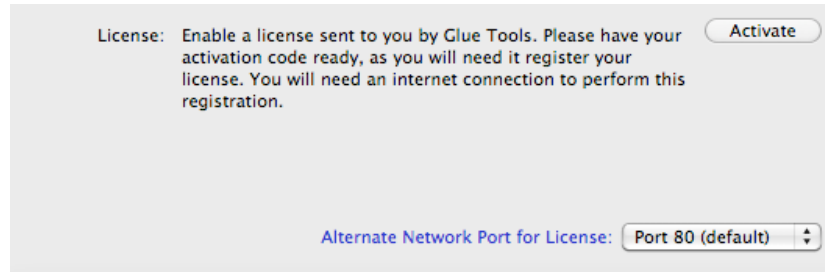 License: Enable a license sent to you by Glue Tools. Please have your Activate
activation code ready, as you will need it register your
license. You will need an internet connection to perform this
registration.
Alternate Network Port for License: Port 80 (default)